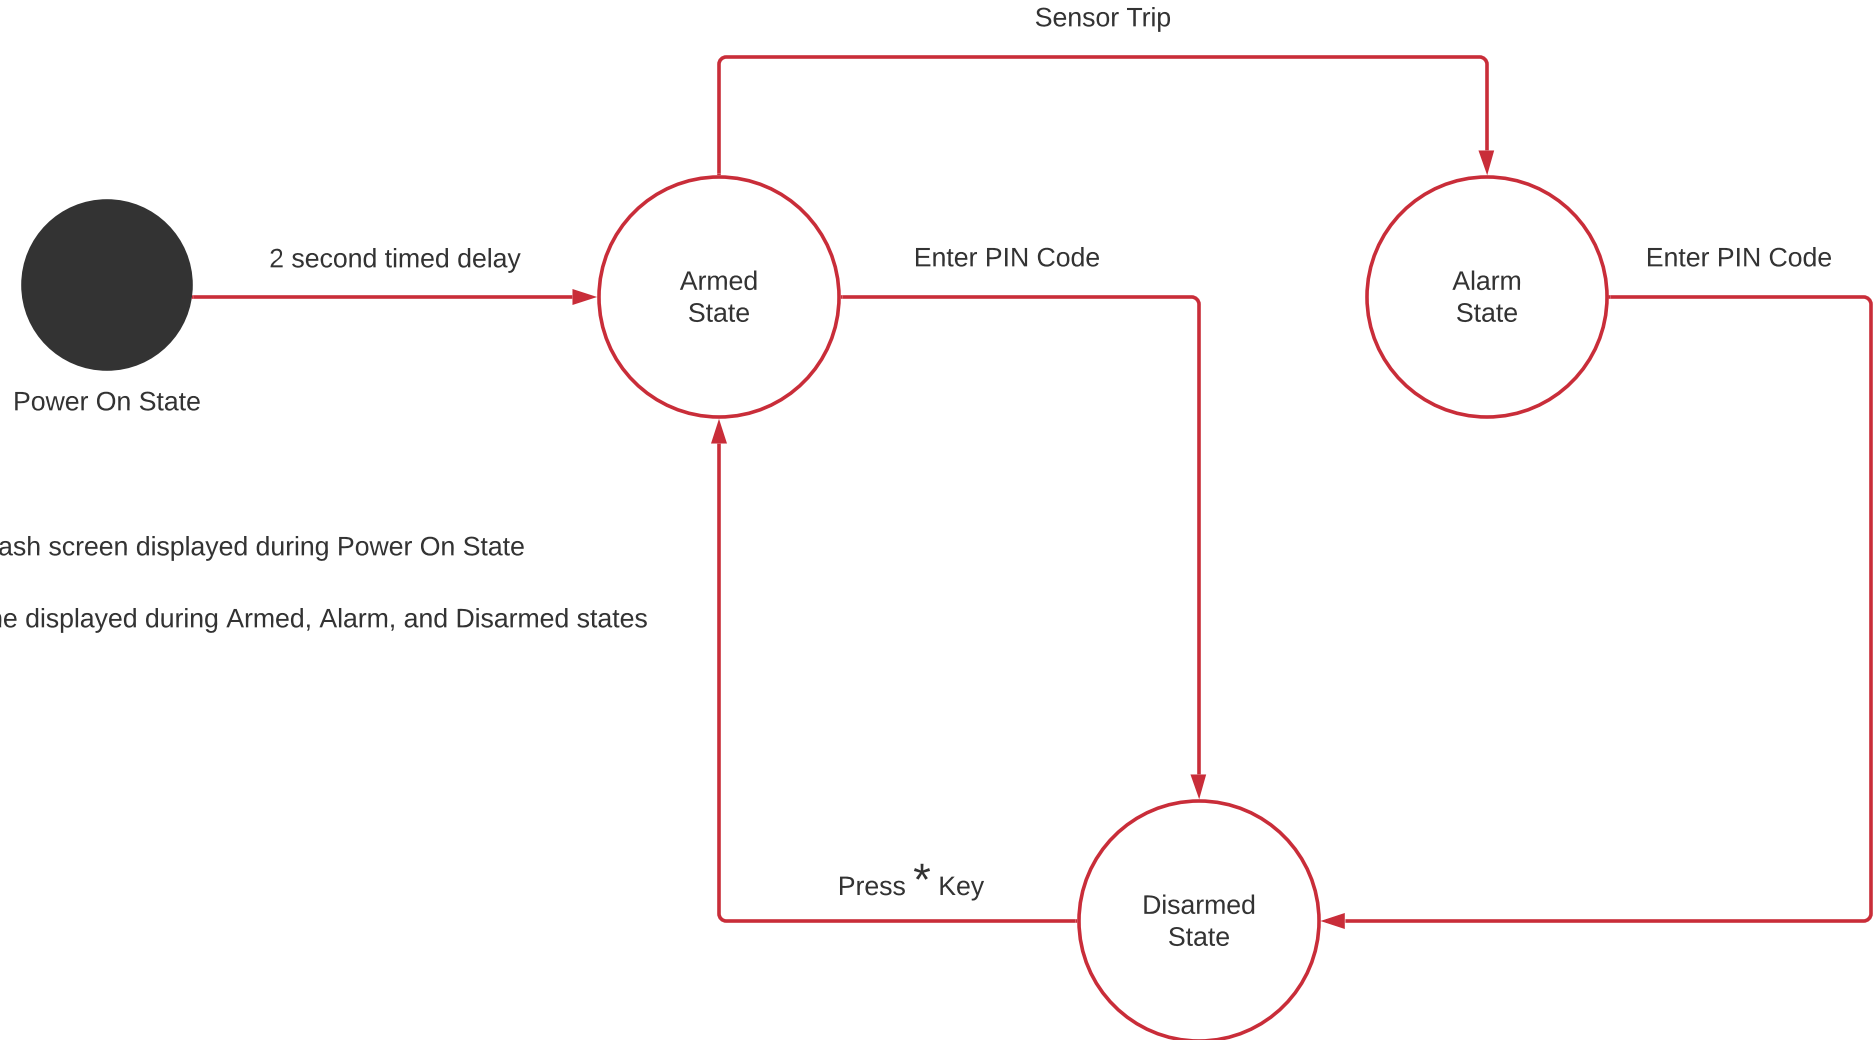 Sensor Trip
2 second timed delay
Enter PIN Code
Enter PIN Code
Armed
State
Alarm
State
Power On State
screen displayed during Power On State
displayed during Armed, Alarm, and Disarmed states
Press * Key
Disarmed
State